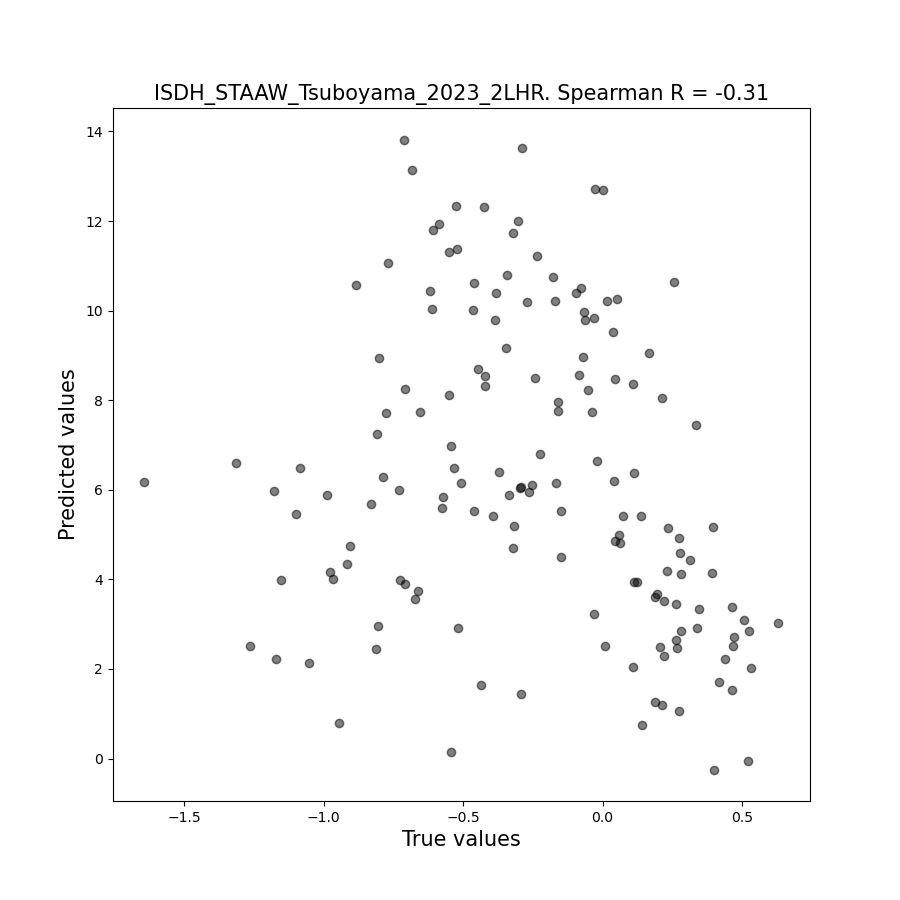 ISDH_STAAW_Tsuboyama_2023_2LHR. Spearman R = -0.31
Predicted values
14
12
10
8
6
4
2
0
−1.5 −1.0 −0.5 0.0 0.5
True values